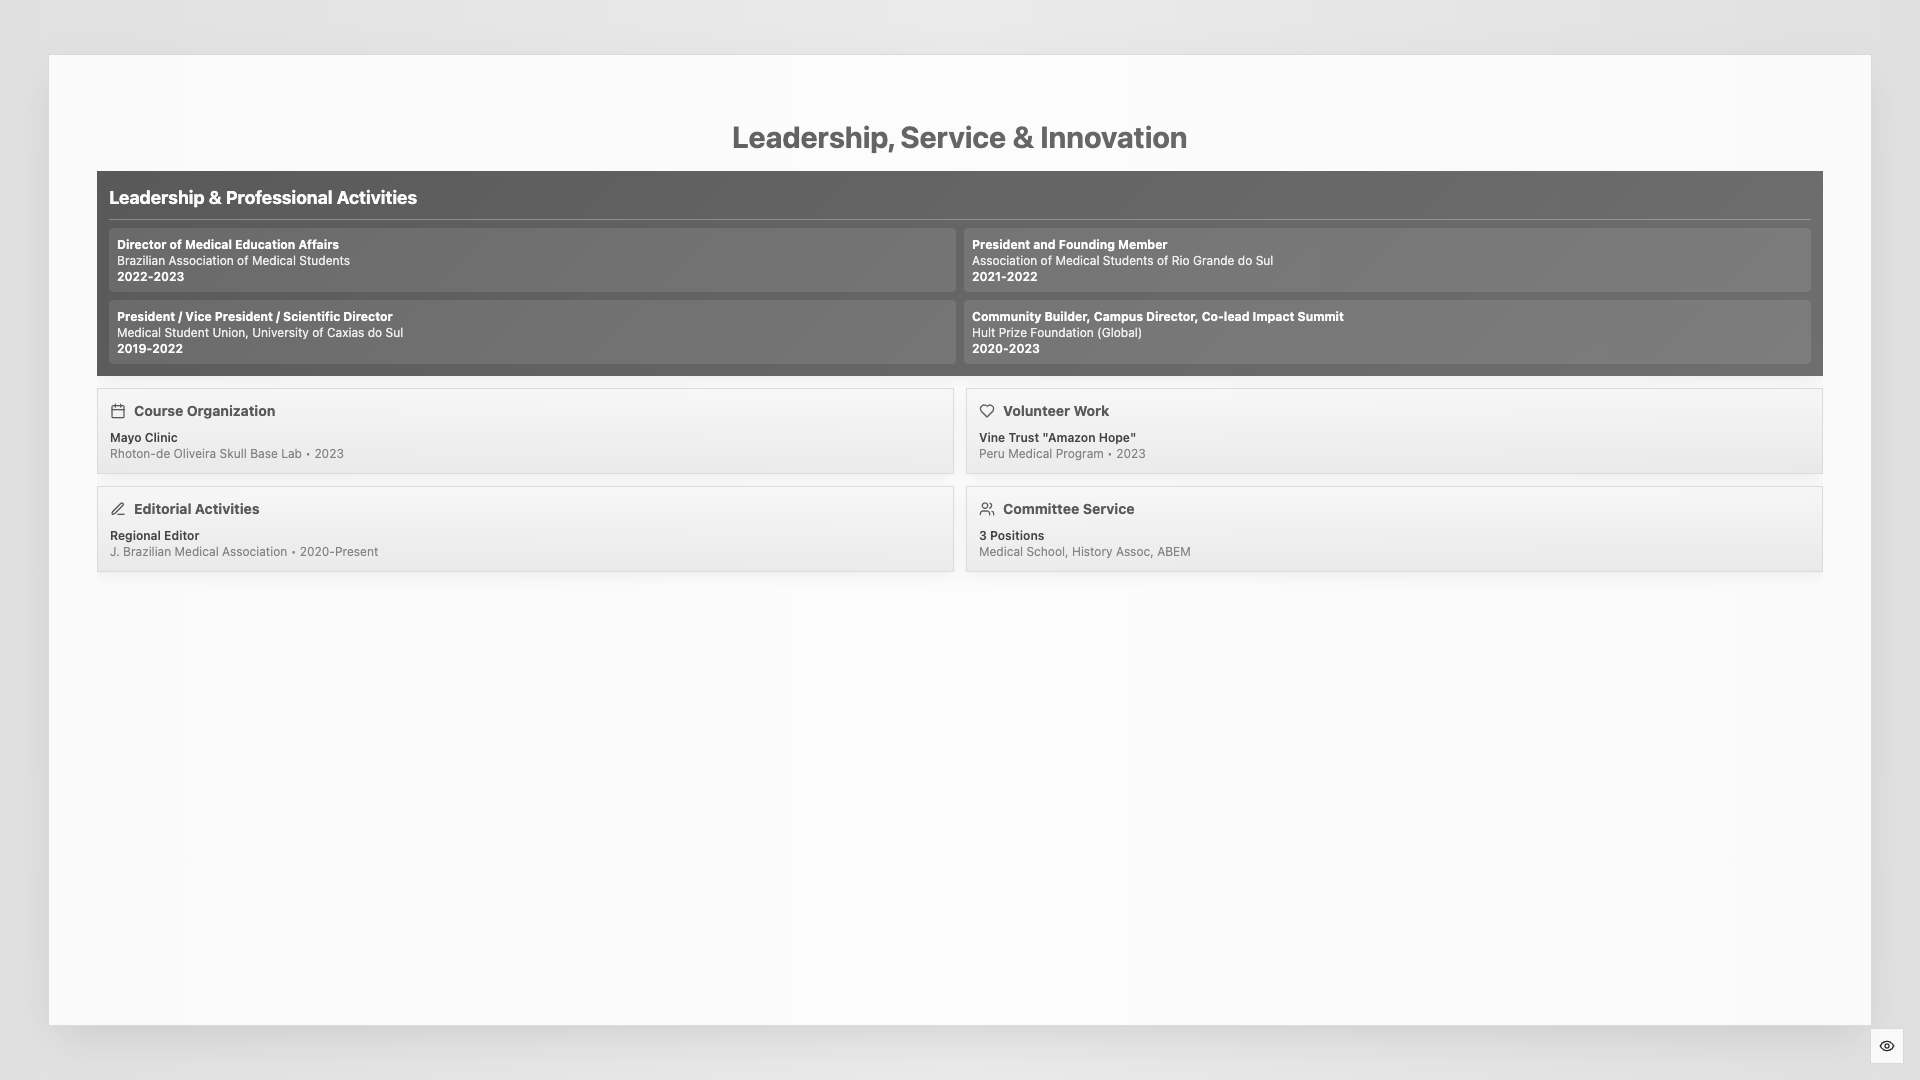 Leadership, Service & Innovation
Leadership & Professional Activities
Director of Medical Education Affairs
Brazilian Association of Medical Students
2022-2023
President and Founding Member
Association of Medical Students of Rio Grande do Sul
2021-2022
President / Vice President / Scientific Director
Medical Student Union, University of Caxias do Sul
2019-2022
Community Builder, Campus Director, Co-lead Impact Summit
Hult Prize Foundation (Global)
2020-2023
Course Organization
Mayo Clinic
Rhoton-de Oliveira Skull Base Lab • 2023
Volunteer Work
Vine Trust "Amazon Hope"
Peru Medical Program • 2023
Editorial Activities
Regional Editor
J. Brazilian Medical Association • 2020-Present
Committee Service
3 Positions
Medical School, History Assoc, ABEM